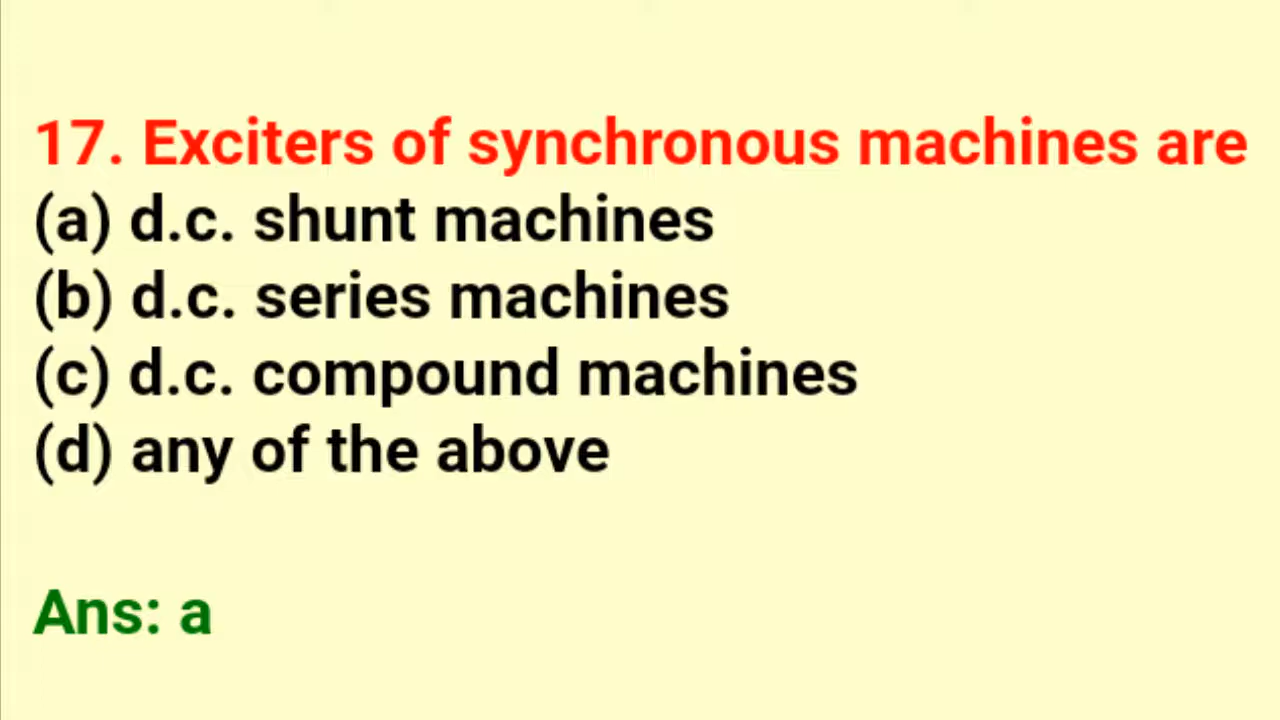 17. Exciters of synchronous machines are
(a) d.c. shunt machines
(b) d.c. series machines
(c) d.c. compound machines
(d) any of the above
Ans: a